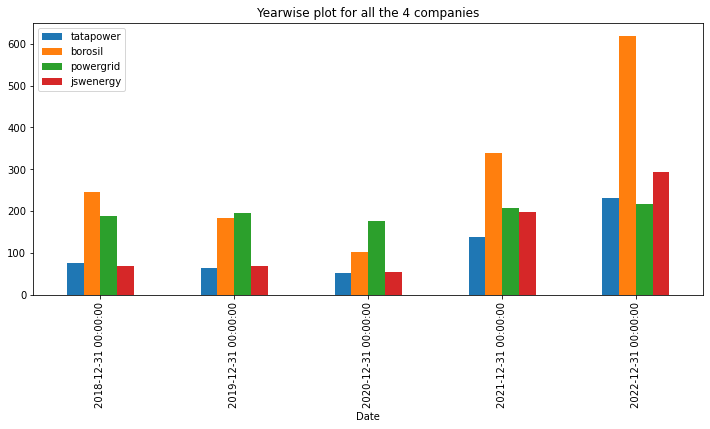 Yearwise plot for all the 4 companies
tatapower
borosil
powergrid
jswenergy
600
500
400
300
200
100
0
2018-12-31 00:00:00
2019-12-31 00:00:00
2020-12-31 00:00:00
2021-12-31 00:00:00
2022-12-31 00:00:00
Date